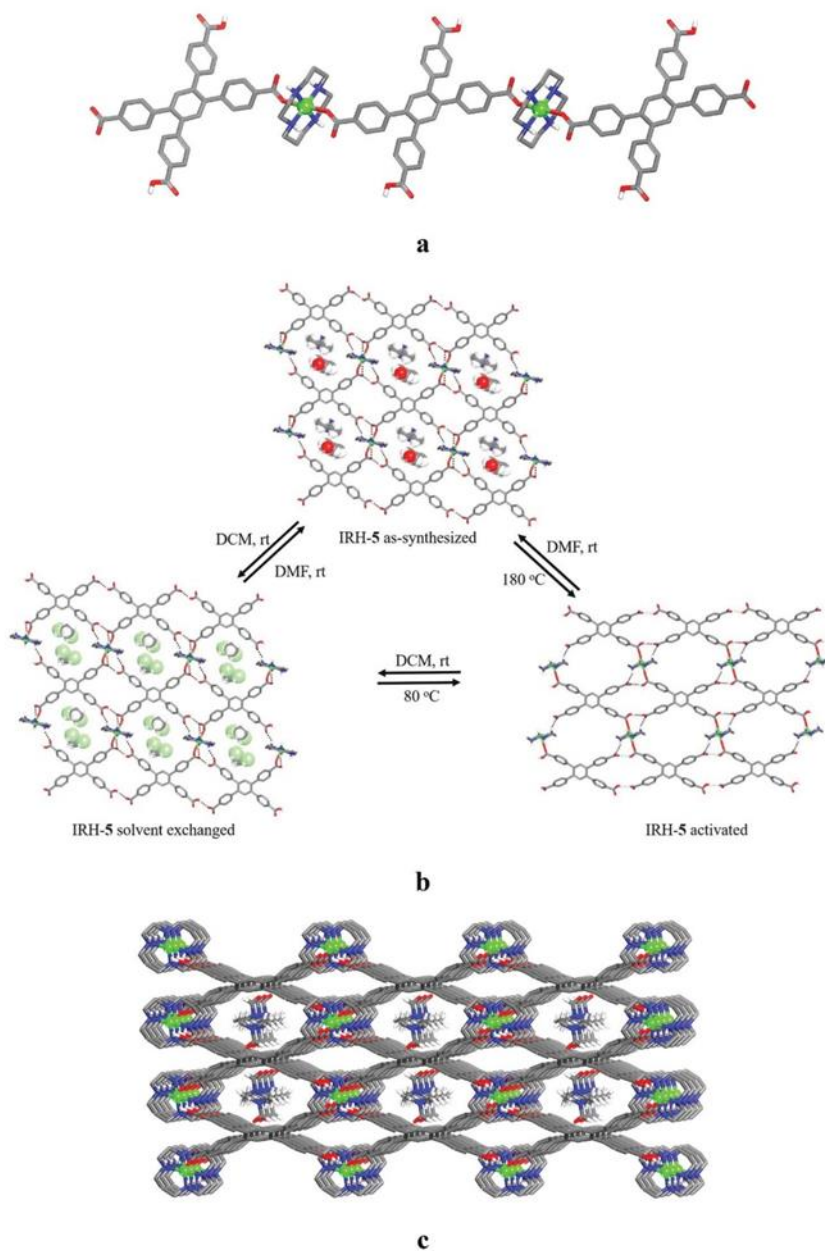 a
DCM, rt
DMF, rt
IRH-5 as-synthesized
DMF, rt
180 °C
DCM, rt
80 °C
IRH-5 solvent exchanged
IRH-5 activated
b
c